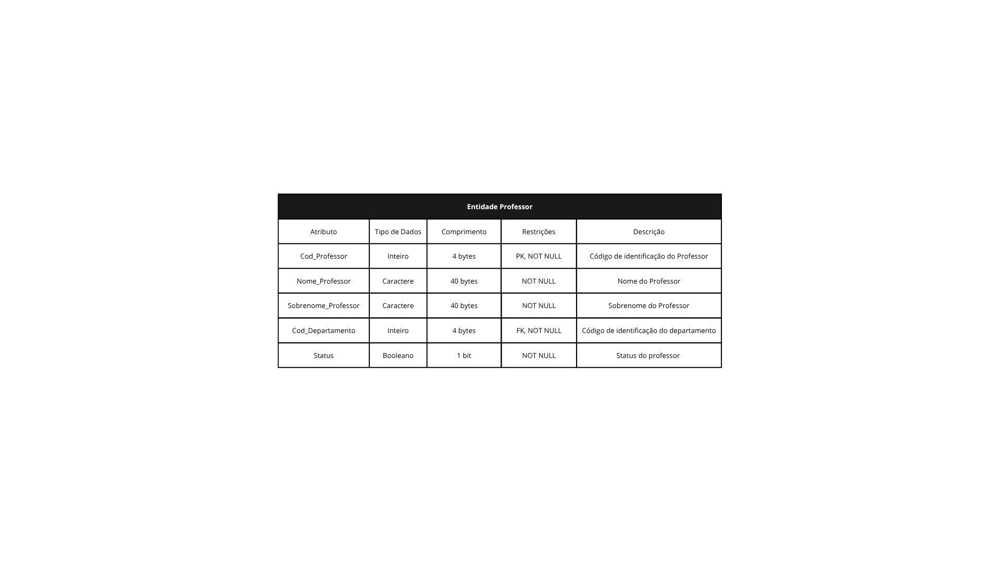 Entidade Professor
Atributo Tipo de Dados Comprimento Restrições Descrição
Cod_Professor Inteiro 4 bytes PK, NOT NULL Código de identificação do Professor
Nome_Professor Caractere 40 bytes NOT NULL Nome do Professor
Sobrenome_Professor Caractere 40 bytes NOT NULL Sobrenome do Professor
Cod_Departamento Inteiro 4 bytes FK, NOT NULL Código de identificação do departamento
Status Booleano 1 bit NOT NULL Status do professor